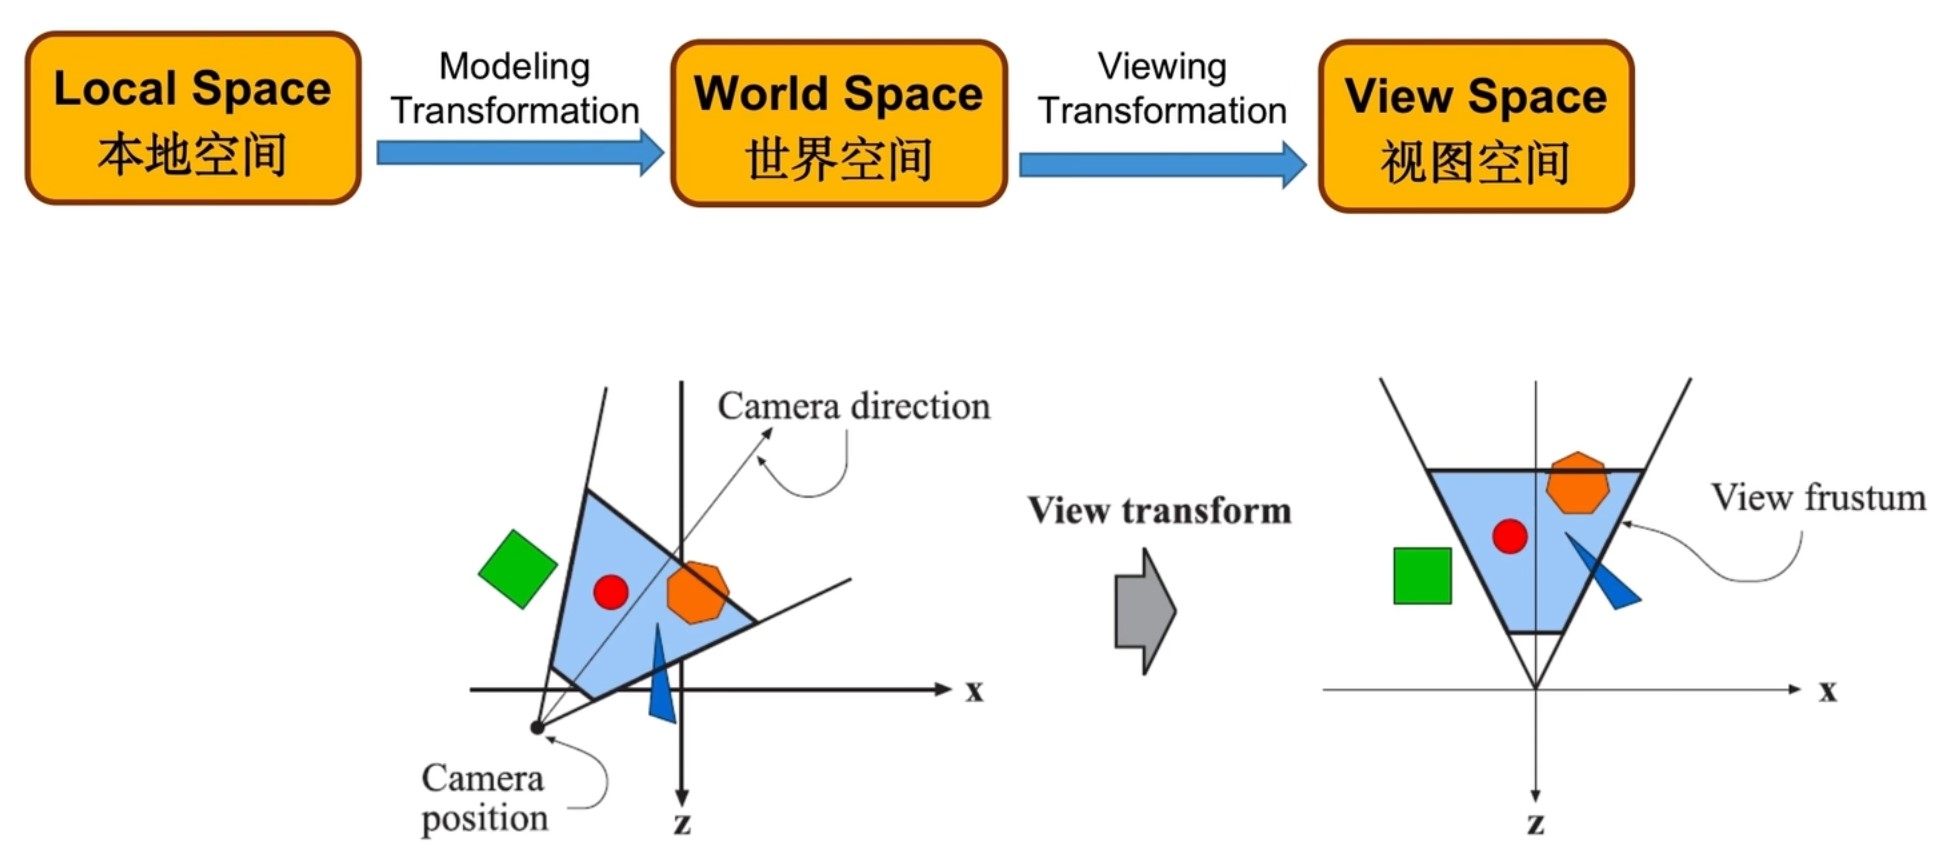 Local Space
本地空间
Modeling
Transformation
World Space
世界空间
Viewing
Transformation
View Space
视图空间
Camera direction
x
z
Camera
position
View transform
View frustum
x
z